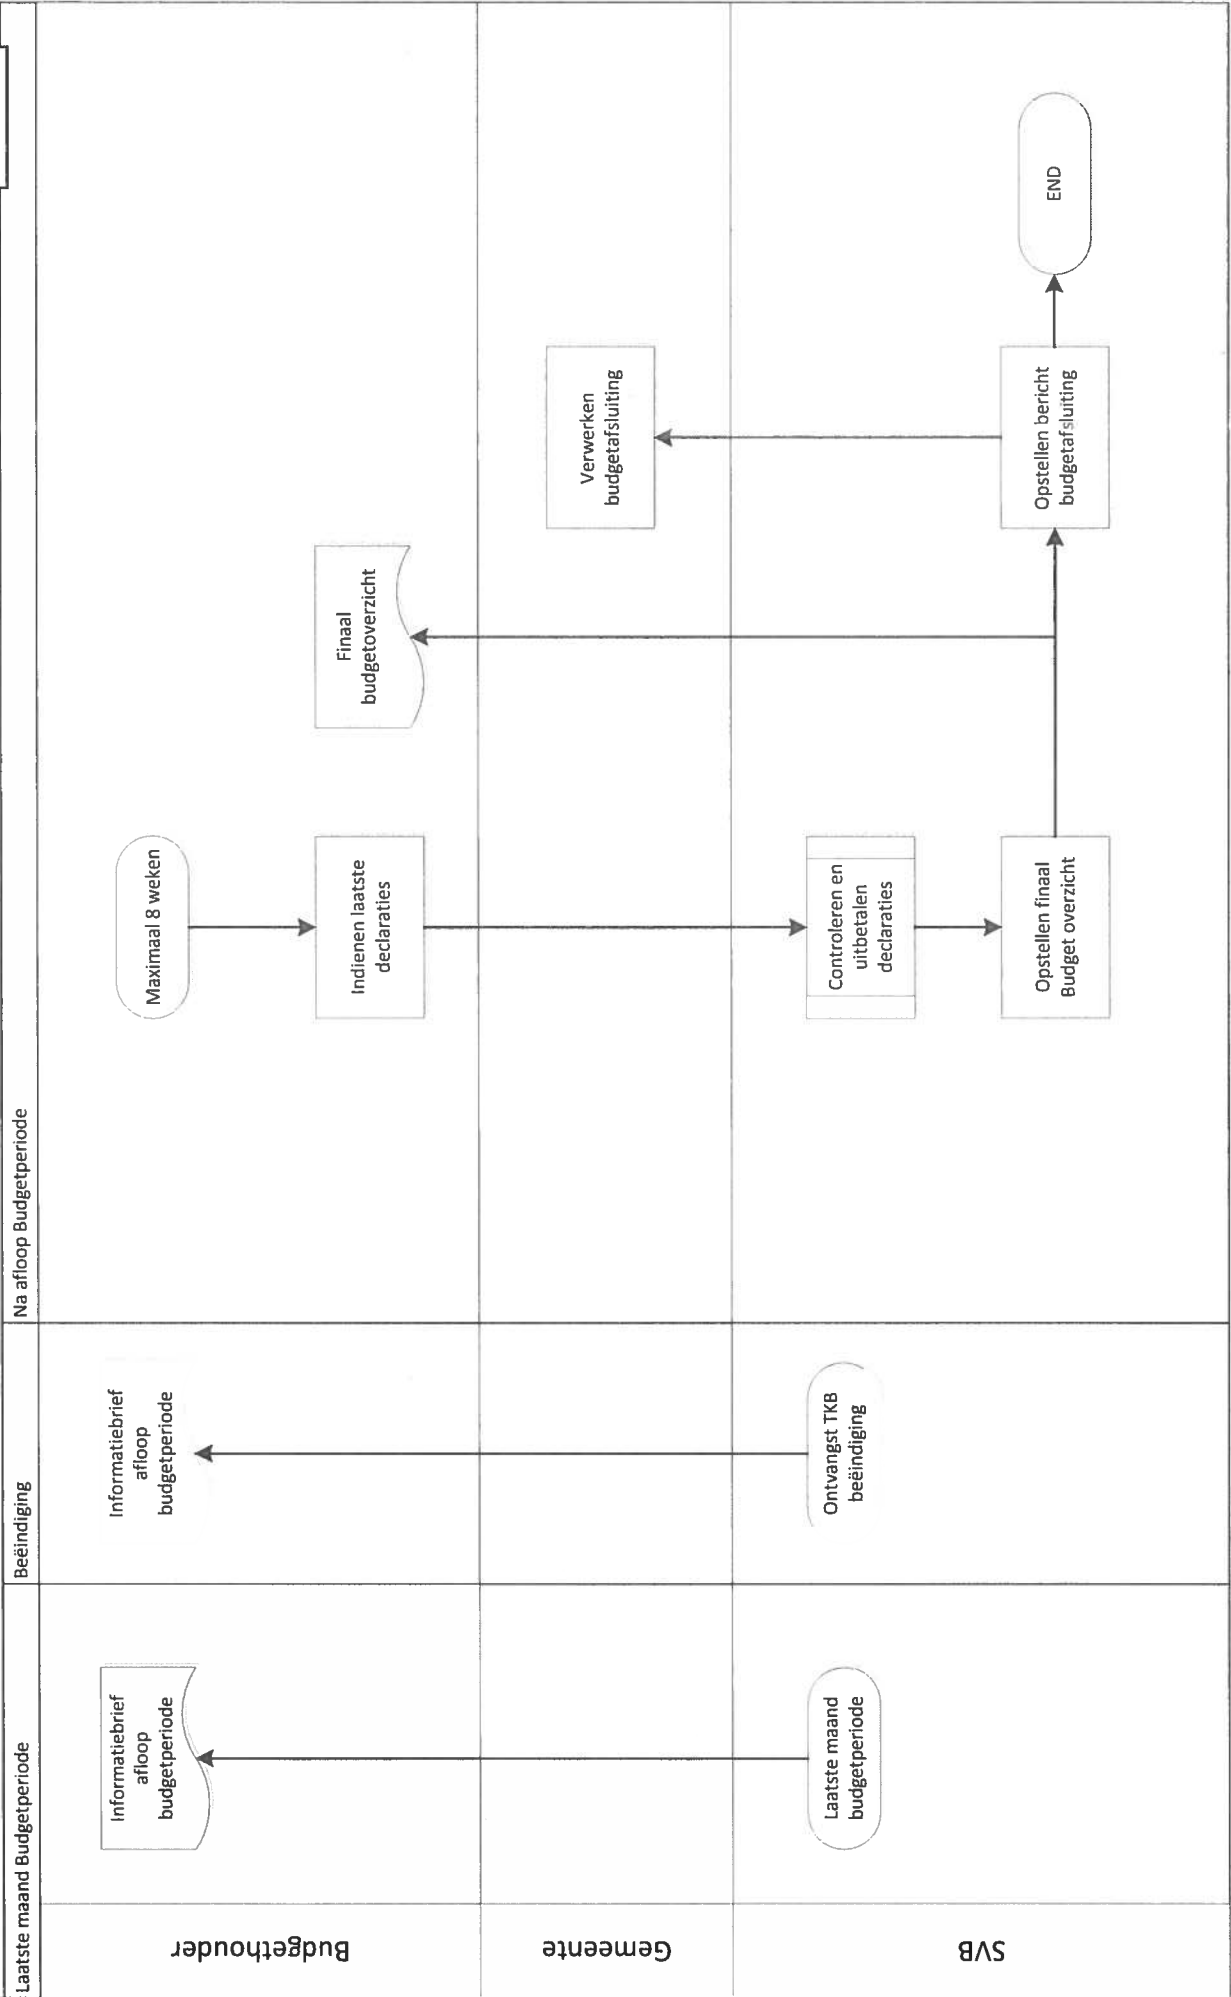 Laatste maand Budgetperiode
Beëindiging
Na afloop Budgetperiode
Budgethouder
Informatiebrief
afloop
budgetperiode
Informatiebrief
afloop
budgetperiode
Maximaal 8 weken
Indienen laatste
declaraties
Finaal
budgetoverzicht
Gemeente
Verwerken
budgetafsluiting
SVB
Laatste maand
budgetperiode
Ontvangst TKB
beëindiging
Controleren en
uitbetalen
declaraties
Opstellen finaal
Budget overzicht
Opstellen bericht
budgetafsluiting
END